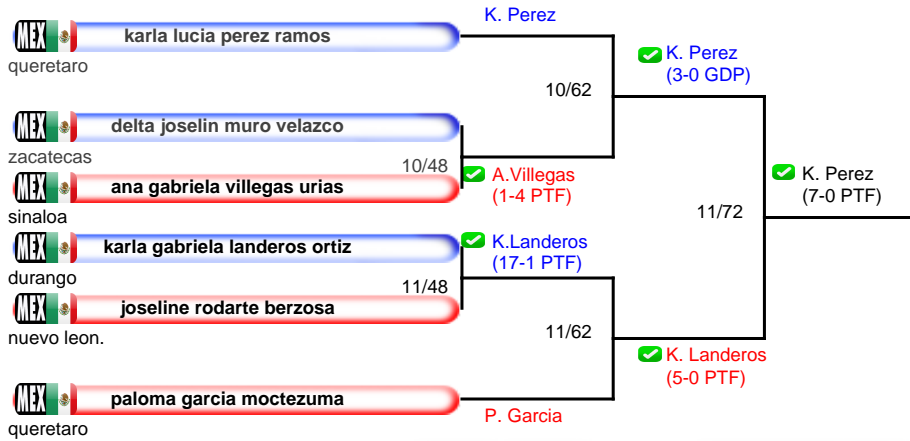 MEX karla lucia perez ramos
queretaro
K. Perez
10/62
K. Perez
(3-0 GDP)
MEX delta joselin muro velazco
zacatecas
10/48
MEX ana gabriela villegas urias
sinaloa
A.Villegas
(1-4 PTF)
11/72
K. Perez
(7-0 PTF)
MEX karla gabriela landeros ortiz
durango
K.Landeros
(17-1 PTF)
11/48
MEX joseline rodarte berzosa
nuevo leon.
11/62
K. Landeros
(5-0 PTF)
MEX paloma garcia moctezuma
queretaro
P. Garcia